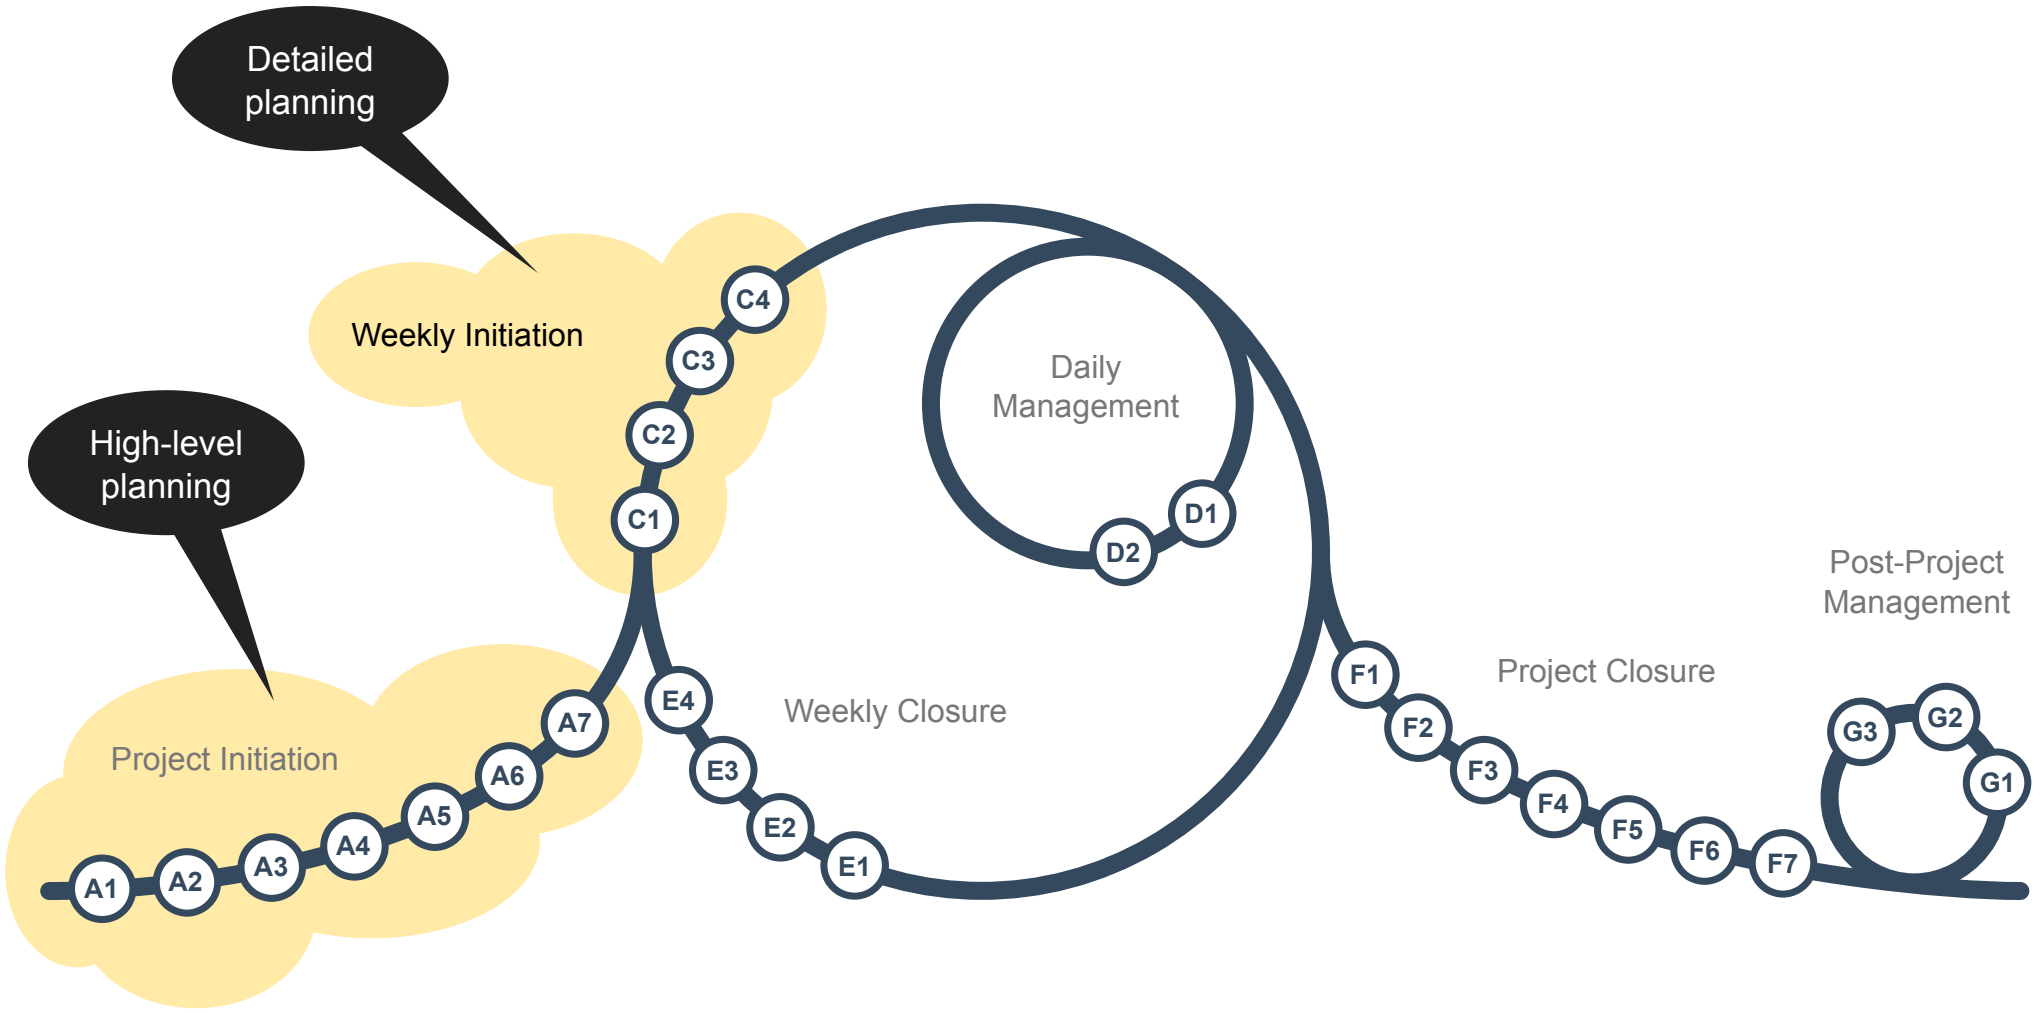 Detailed
planning
Weekly Initiation
C4
C3
C2
C1
High-level
planning
Project Initiation
A1
A2
A3
A4
A5
A6
A7
Daily
Management
D1
D2
Weekly Closure
E4
E3
E2
E1
Project Closure
F1
F2
F3
F4
F5
F6
F7
Post-Project
Management
G3
G2
G1